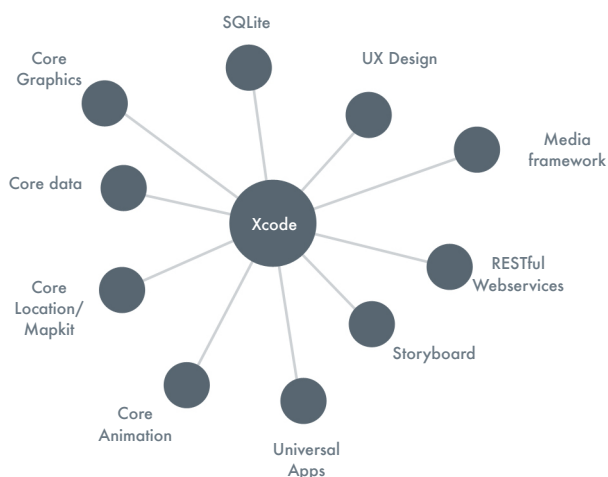 SQLite
Core
Graphics
UX Design
Media
framework
Core data
Xcode
RESTful
Webservices
Core
Location/
Mapkit
Storyboard
Core
Animation
Universal
Apps